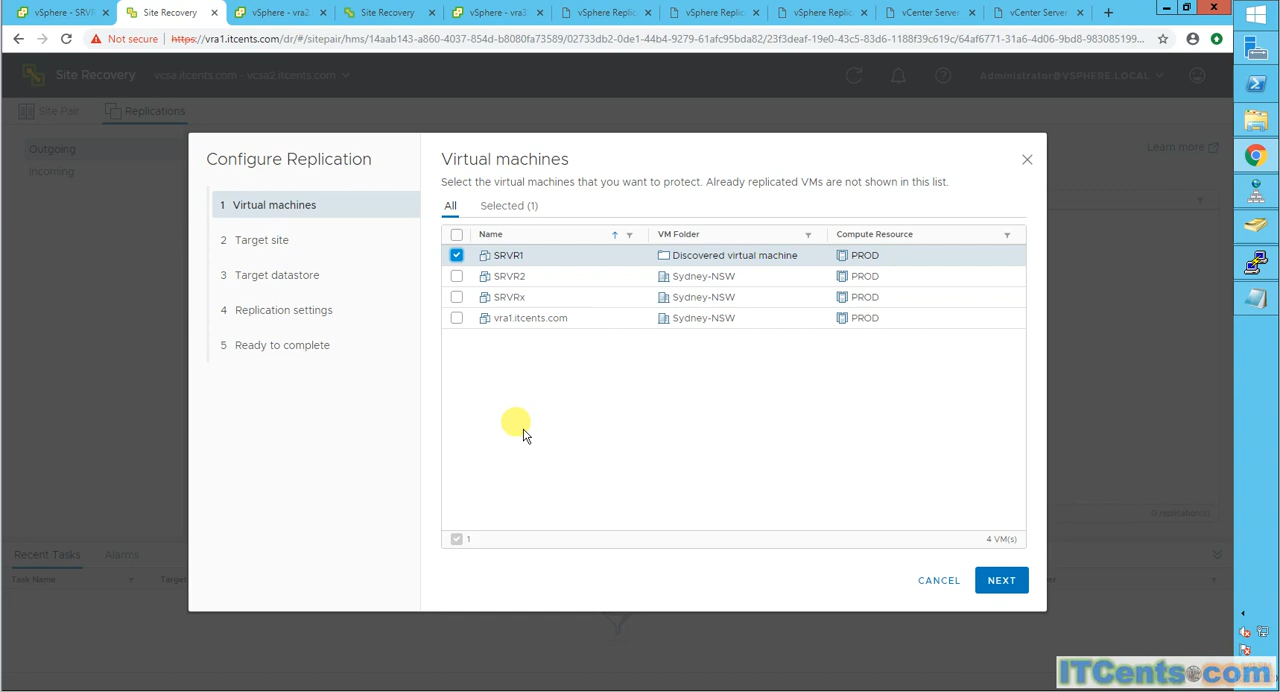 vSphere - SRVR
Site Recovery
vSphere - vra2.
Site Recovery
vSphere - vra3.
vSphere Replic
vSphere Replic
vSphere Replic
vCenter Server
vCenter Server
Not secure
https://vra1.itcents.com/dr/#/sitepair/hms/14aab143-a860-4037-854d-b8080fa73589/02733db2-0de1-44b4-9279-61afc95bda82/23f3deaf-19e0-43c5-83d6-1188f39c619c/64af6771-31a6-4d06-9bd8-983085199...
Site Recovery
vcsa.itcents.com - vcsa2.itcents.com
Administrator@VSPHERE.LOCAL
Site Pair
Replications
Outgoing
Incoming
Learn more
Configure Replication
1 Virtual machines
2 Target site
3 Target datastore
4 Replication settings
5 Ready to complete
Virtual machines
Select the virtual machines that you want to protect. Already replicated VMs are not shown in this list.
All
Selected (1)
Name
VM Folder
Compute Resource
SRVR1
Discovered virtual machine
PROD
SRVR2
Sydney-NSW
PROD
SRVRx
Sydney-NSW
PROD
vra1.itcents.com
Sydney-NSW
PROD
1
4 VM(s)
CANCEL
NEXT
0 replication(s)
Recent Tasks
Alarms
Task Name
Target
ITCents.com